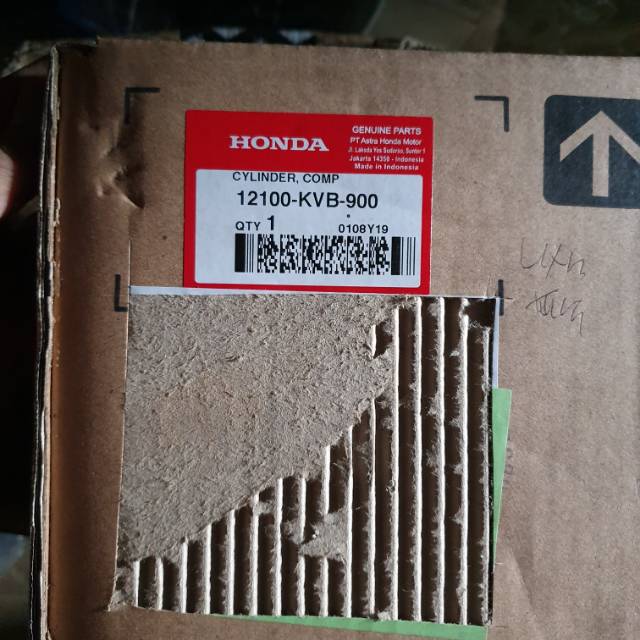 HONDA
GENUINE PARTS
PT Astra Honda Motor
Jl. Laksda Yos Sudarso, Sunter 1
Jakarta 14350 - Indonesia
Made in Indonesia
CYLINDER, COMP
12100-KVB-900
QTY 1
0108Y19